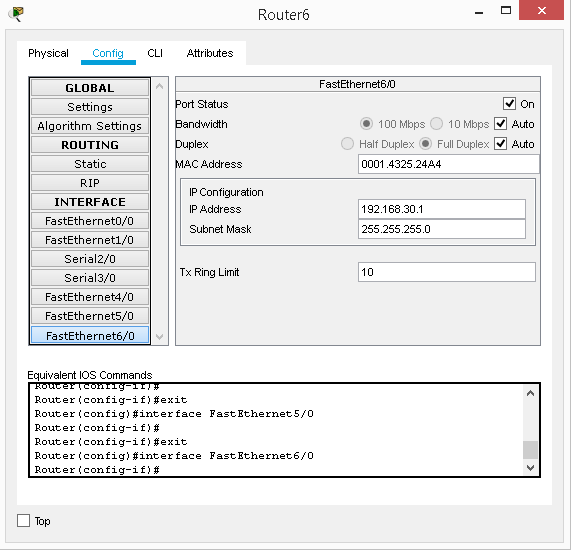 Router6
Physical Config CLI Attributes
GLOBAL
Settings
Algorithm Settings
ROUTING
Static
RIP
INTERFACE
FastEthernet0/0
FastEthernet1/0
Serial2/0
Serial3/0
FastEthernet4/0
FastEthernet5/0
FastEthernet6/0
FastEthernet6/0
Port Status On
Bandwidth 100 Mbps 10 Mbps Auto
Duplex Half Duplex Full Duplex Auto
MAC Address 0001.4325.24A4
IP Configuration
IP Address 192.168.30.1
Subnet Mask 255.255.255.0
Tx Ring Limit 10
Equivalent IOS Commands
Router(config-if)#
Router(config-if)#exit
Router(config)#interface FastEthernet5/0
Router(config-if)#
Router(config-if)#exit
Router(config)#interface FastEthernet6/0
Router(config-if)#
Top